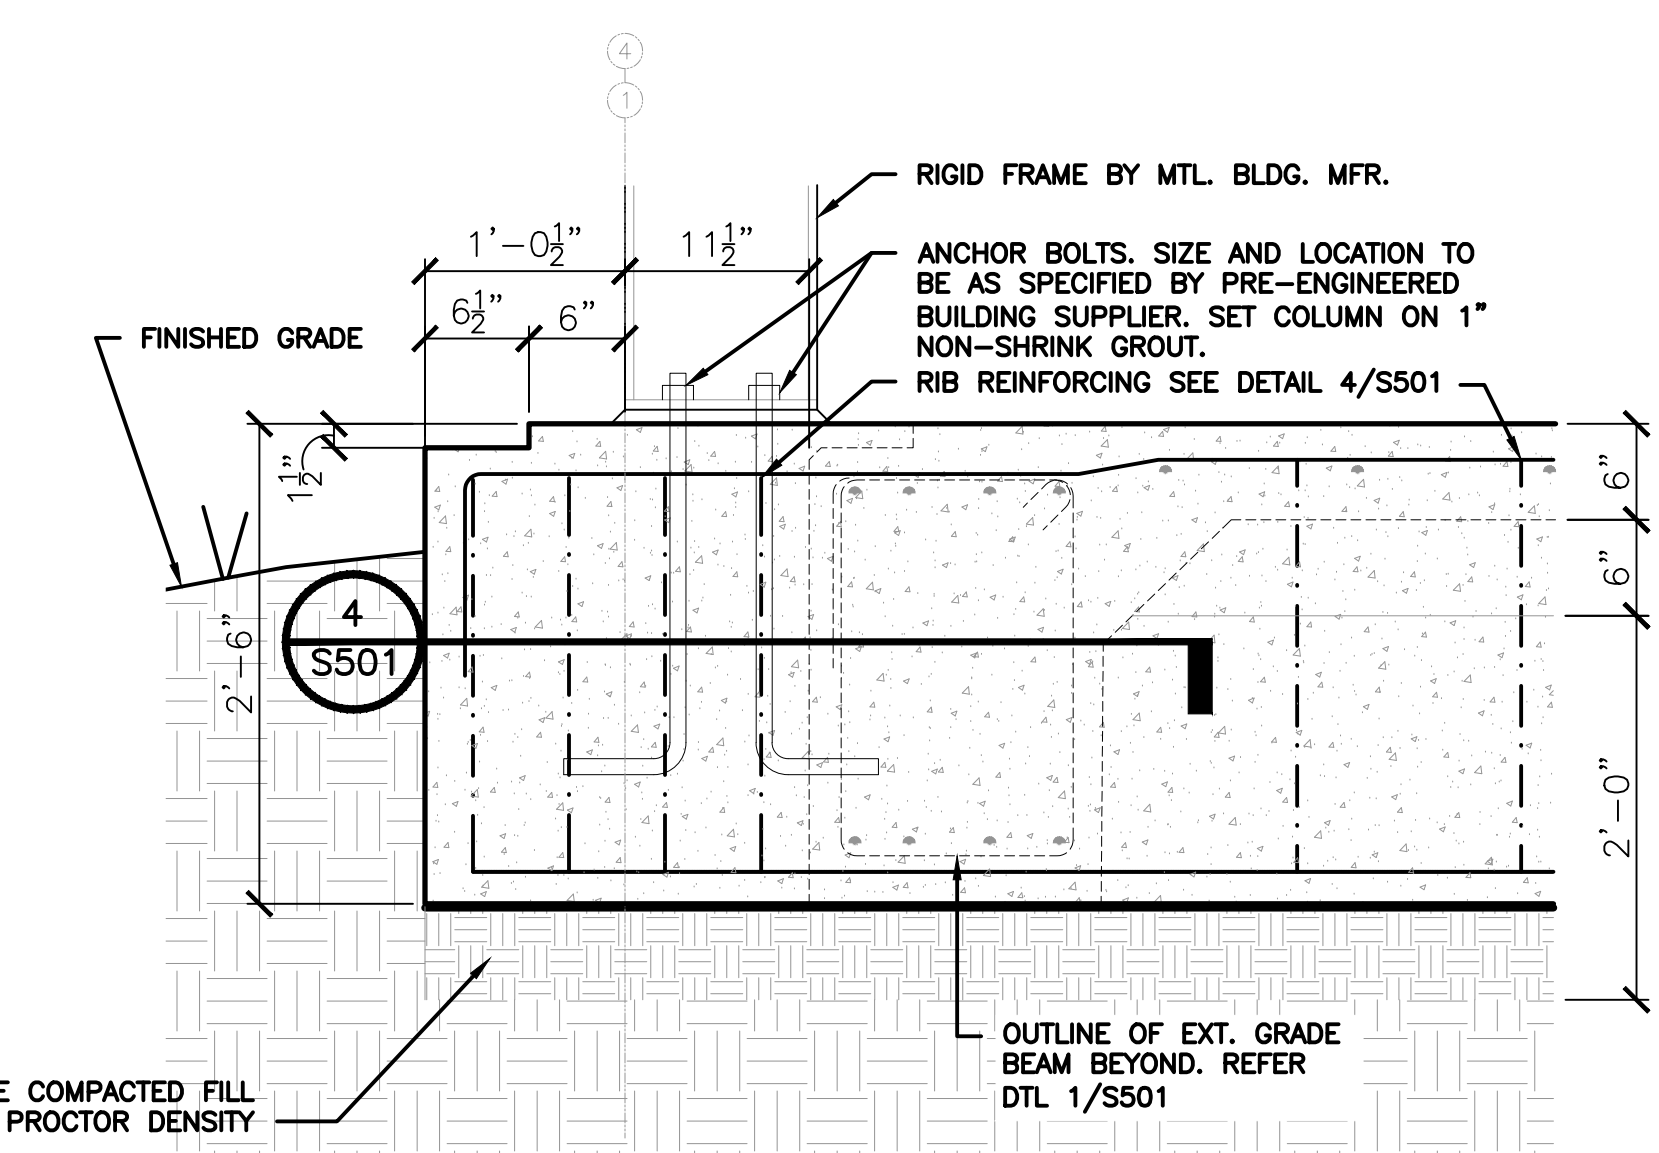 4
1
RIGID FRAME BY MTL. BLDG. MFR.
1'-0½" 11½"
ANCHOR BOLTS. SIZE AND LOCATION TO
BE AS SPECIFIED BY PRE-ENGINEERED
BUILDING SUPPLIER. SET COLUMN ON 1"
NON-SHRINK GROUT.
6½" 6"
FINISHED GRADE
RIB REINFORCING SEE DETAIL 4/S501
1½"
6"
6"
4
S501
2'-6"
2'-0"
OUTLINE OF EXT. GRADE
BEAM BEYOND. REFER
DTL 1/S501
COMPACTED FILL
PROCTOR DENSITY